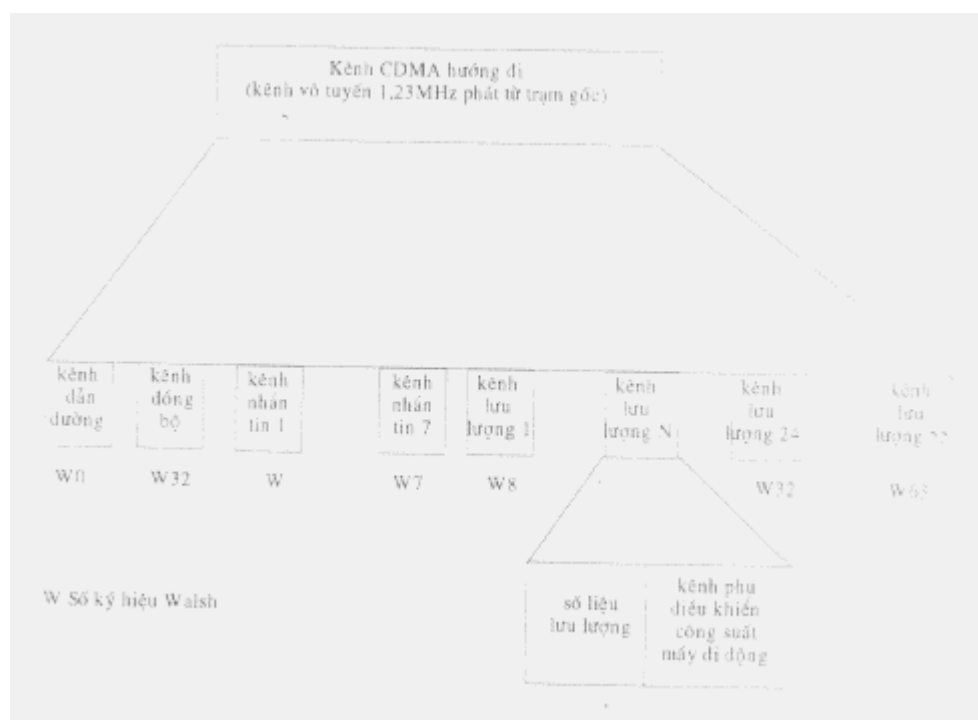 Kênh CDMA hướng đi
(kênh vô tuyến 1,23MHz phát từ trạm gốc)
kênh
dẫn
đường
kênh
đồng
bộ
kênh
nhắn
tin 1
kênh
nhắn
tin 7
kênh
lưu
lượng 1
kênh
lưu
lượng N
kênh
lưu
lượng 24
kênh
lưu
lượng
W0
W32
W
W7
W8
W32
W63
W Số ký hiệu Walsh
số liệu
lưu lượng
kênh phụ
điều khiển
công suất
máy di động